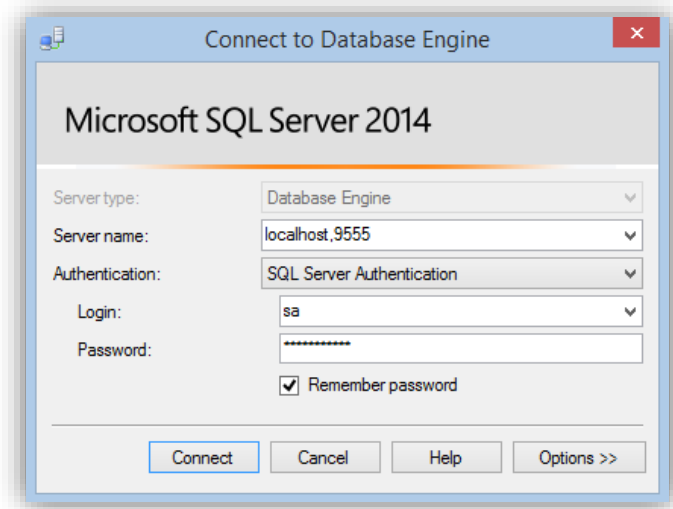 Connect to Database Engine
Microsoft SQL Server 2014
Server type: Database Engine
Server name: localhost,9555
Authentication: SQL Server Authentication
Login: sa
Password: ***********
Remember password
Connect Cancel Help Options >>